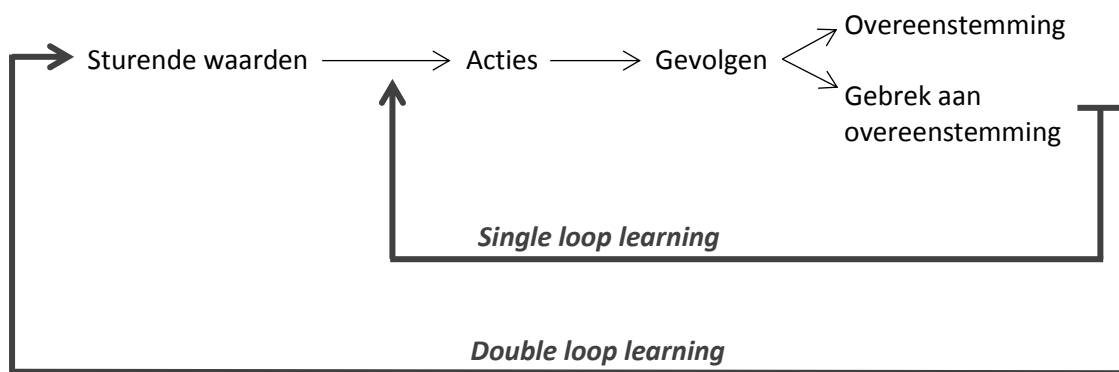 Overeenstemming
Sturende waarden
Acties
Gevolgen
Gebrek aan
overeenstemming
Single loop learning
Double loop learning